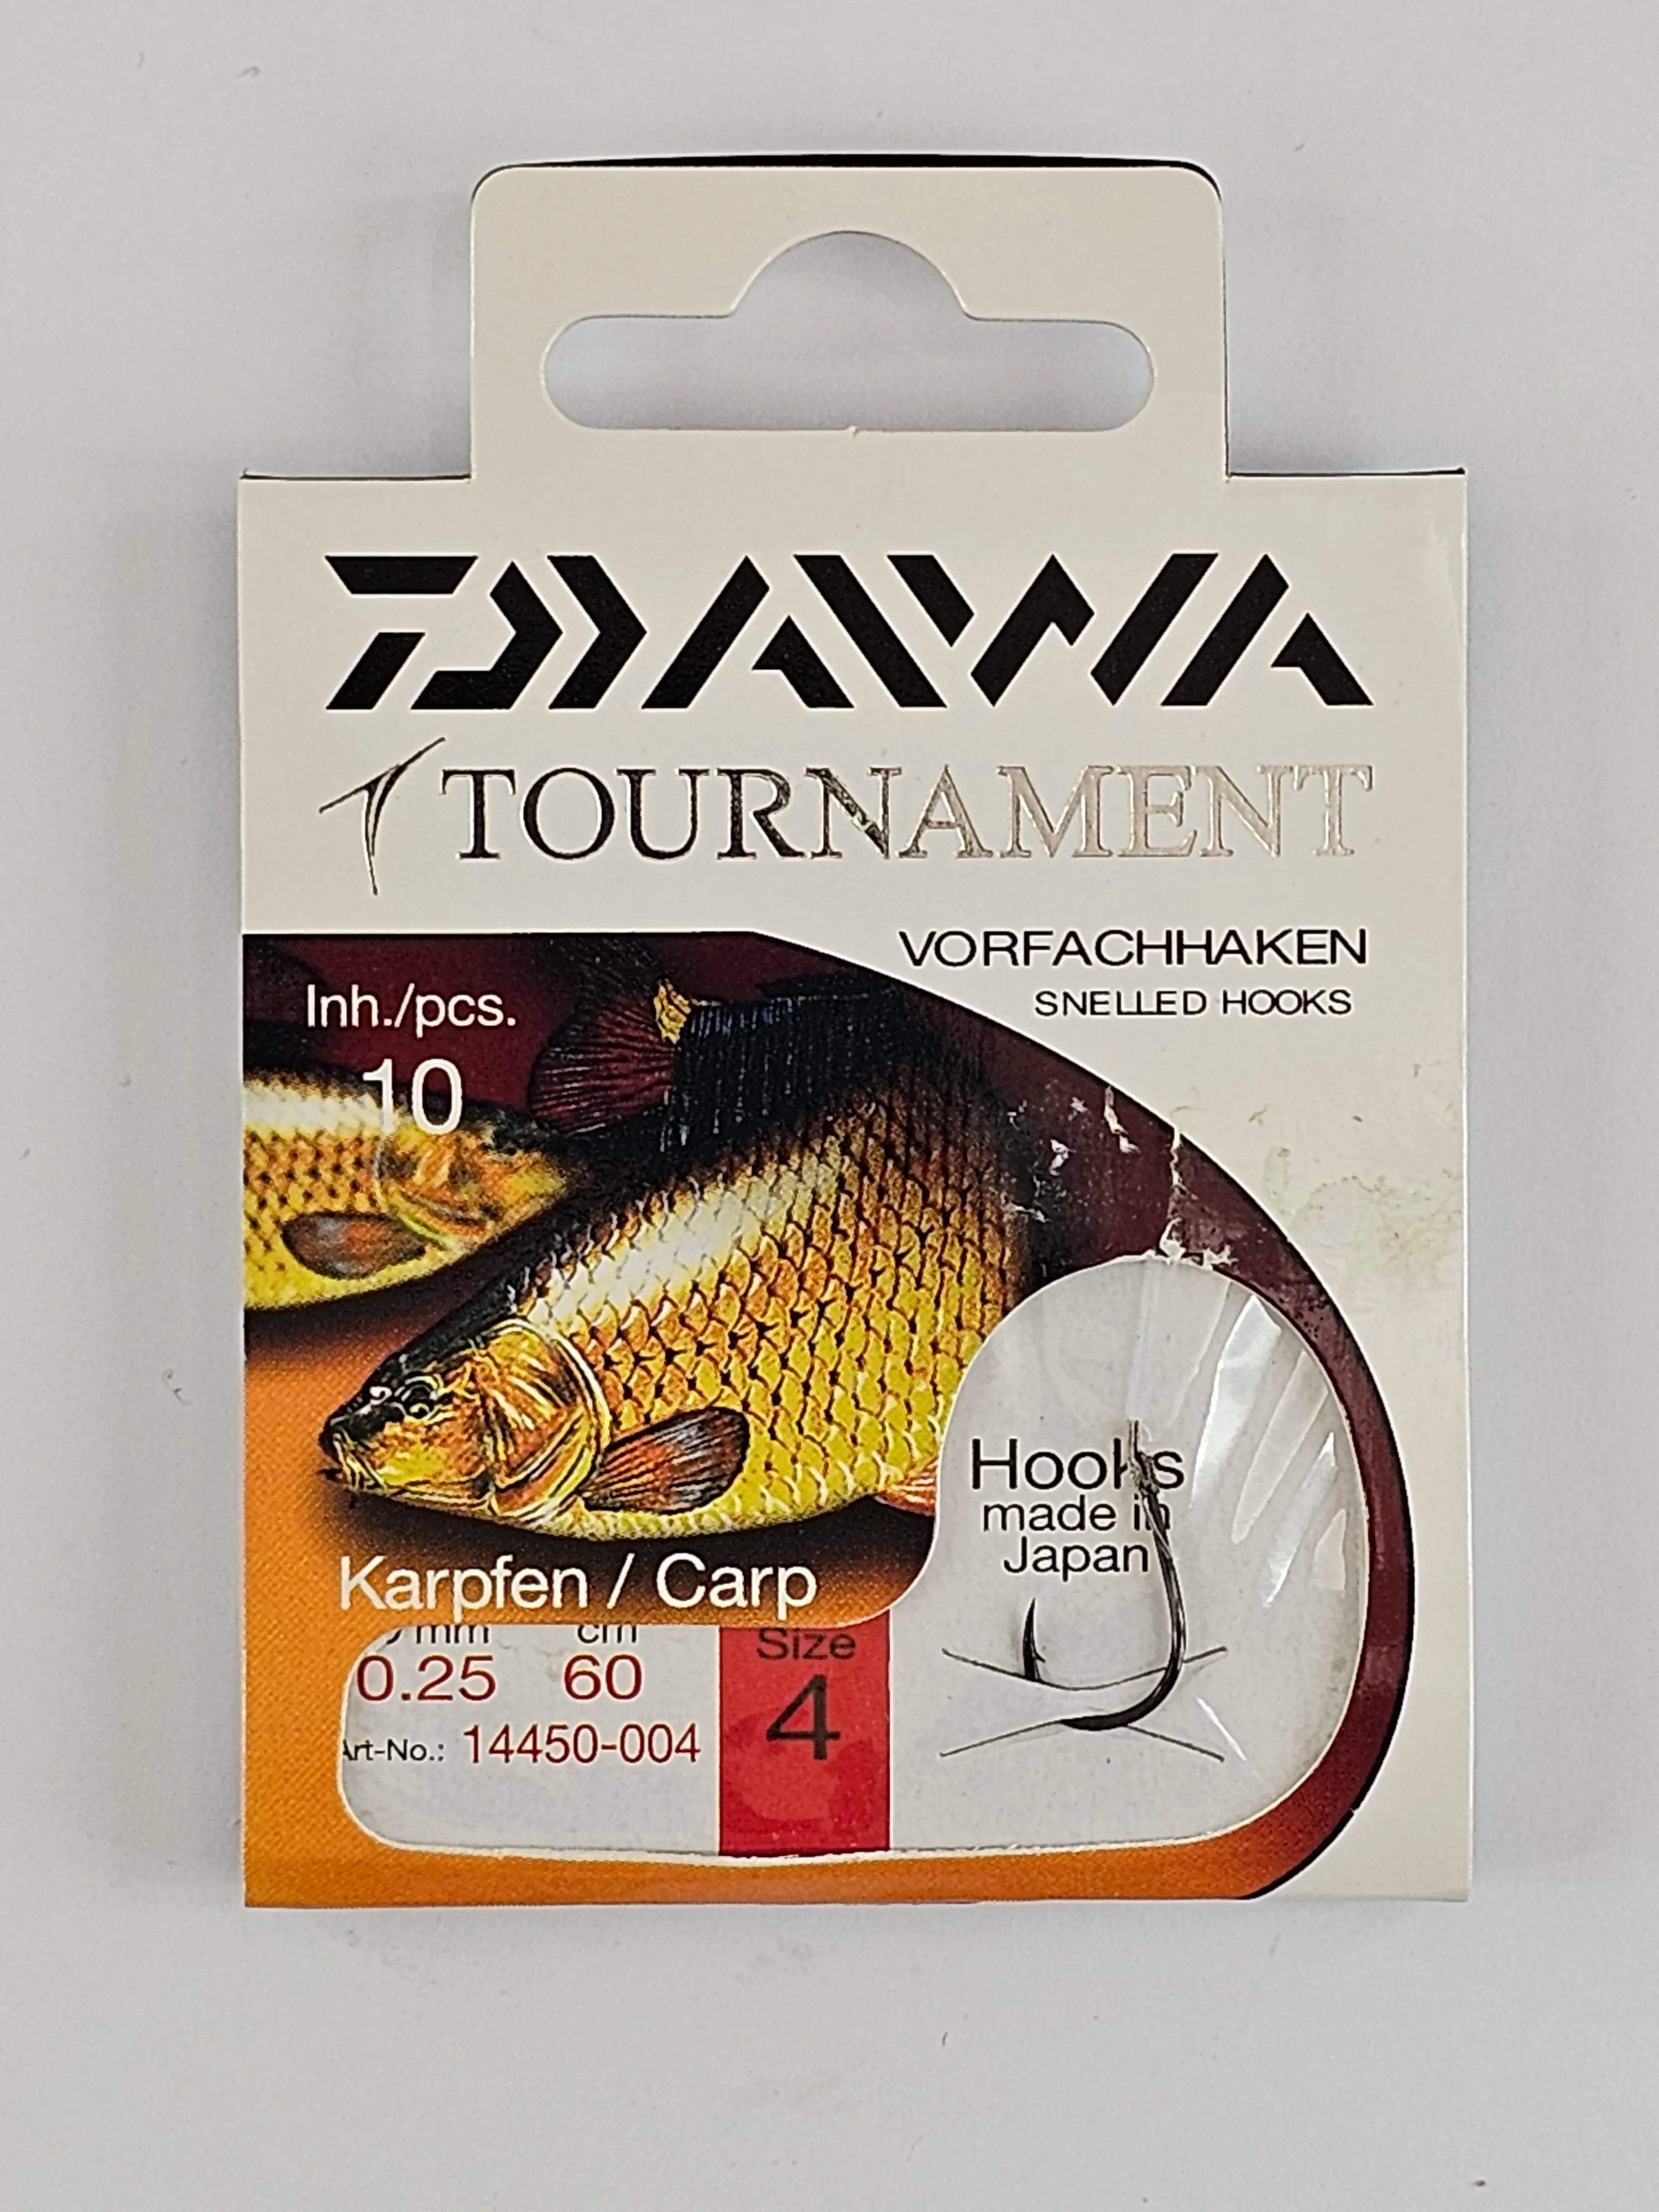 DAIWA
TOURNAMENT
VORFACHHAKEN
SNELLED HOOKS
Inh./pcs.
10
Hooks
made in
Japan
Karpfen / Carp
mm cm Size
0.25 60 4
Art-No.: 14450-004